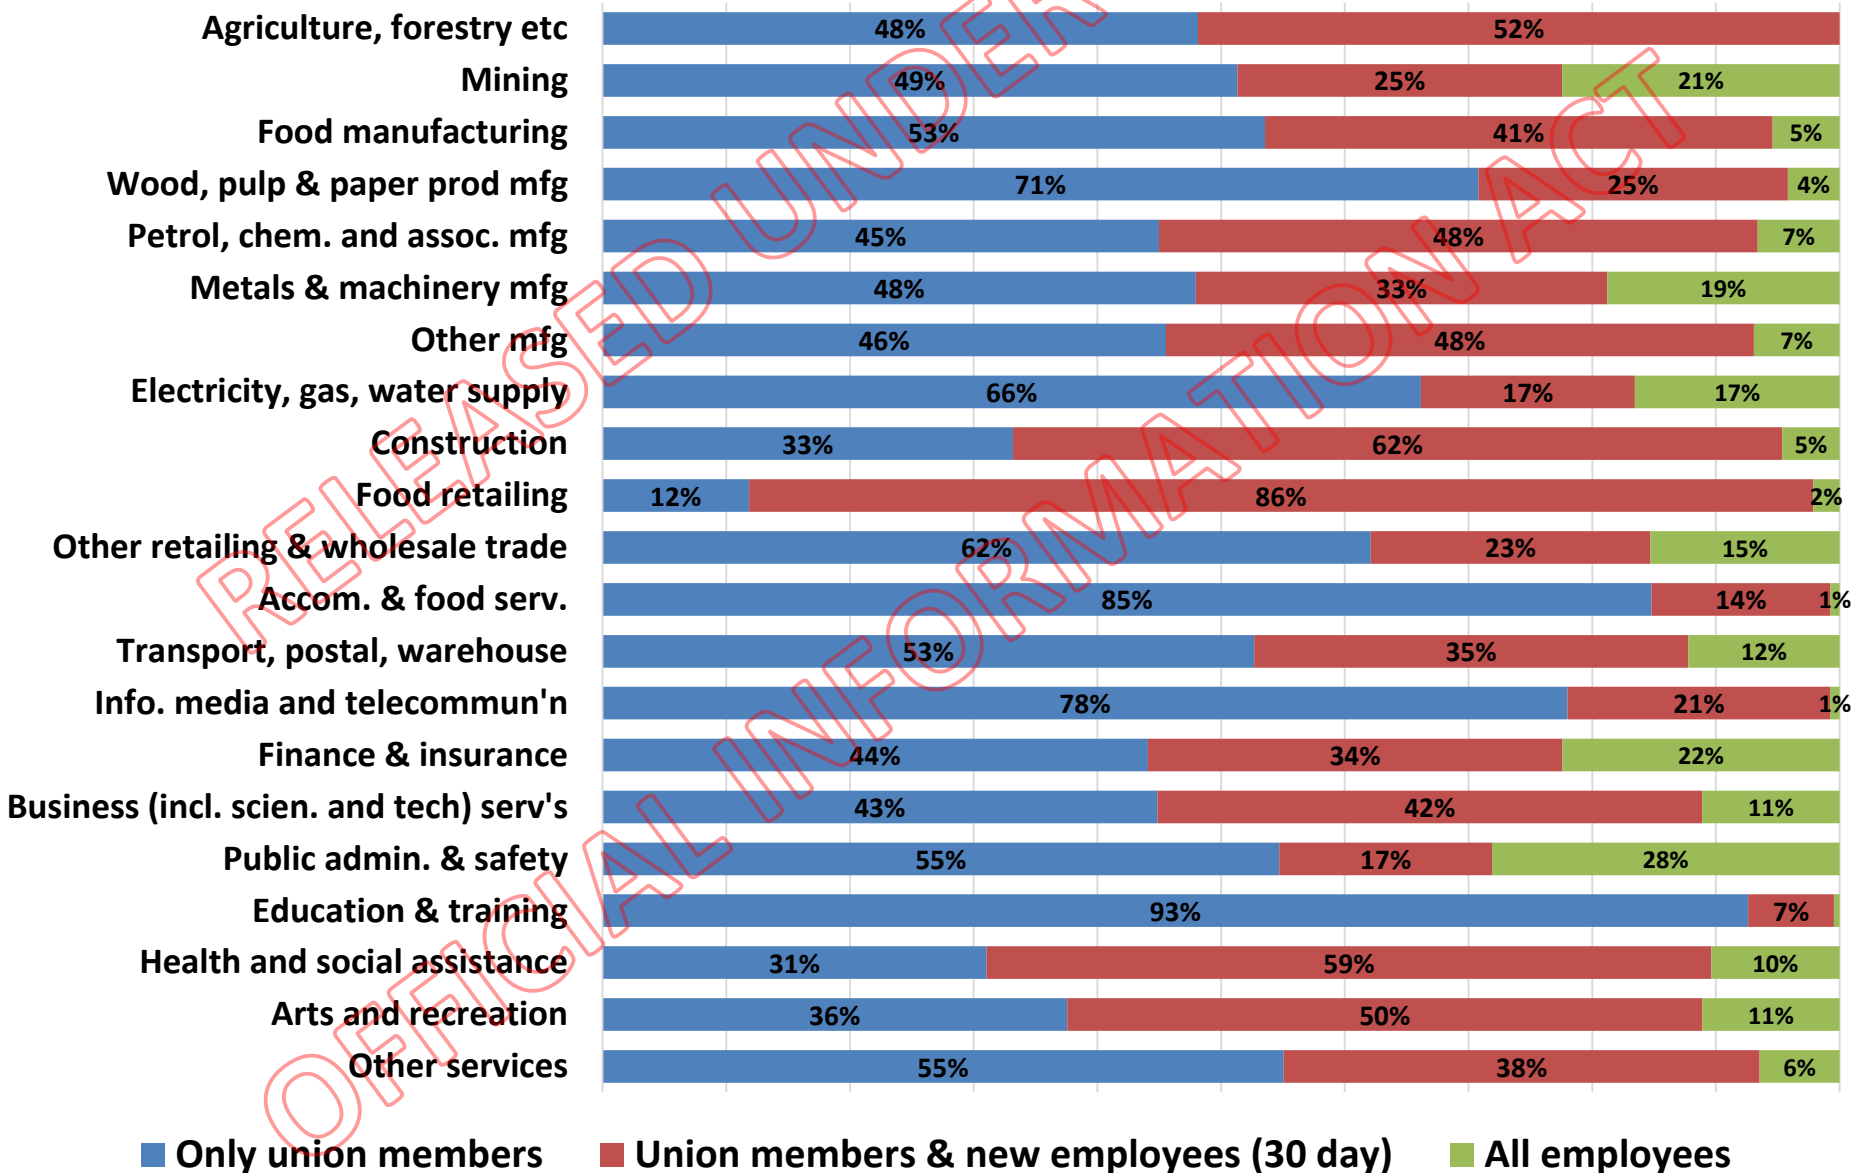 Agriculture, forestry etc 48% 52%
Mining 49% 25% 21%
Food manufacturing 53% 41% 5%
Wood, pulp & paper prod mfg 71% 25% 4%
Petrol, chem. and assoc. mfg 45% 48% 7%
Metals & machinery mfg 48% 33% 19%
Other mfg 46% 48% 7%
Electricity, gas, water supply 66% 17% 17%
Construction 33% 62% 5%
Food retailing 12% 86% 2%
Other retailing & wholesale trade 62% 23% 15%
Accom. & food serv. 85% 14% 1%
Transport, postal, warehouse 53% 35% 12%
Info. media and telecommun'n 78% 21% 1%
Finance & insurance 44% 34% 22%
Business (incl. scien. and tech) serv's 43% 42% 11%
Public admin. & safety 55% 17% 28%
Education & training 93% 7%
Health and social assistance 31% 59% 10%
Arts and recreation 36% 50% 11%
Other services 55% 38% 6%
Only union members Union members & new employees (30 day) All employees
RELEASED UNDER
OFFICIAL INFORMATION ACT